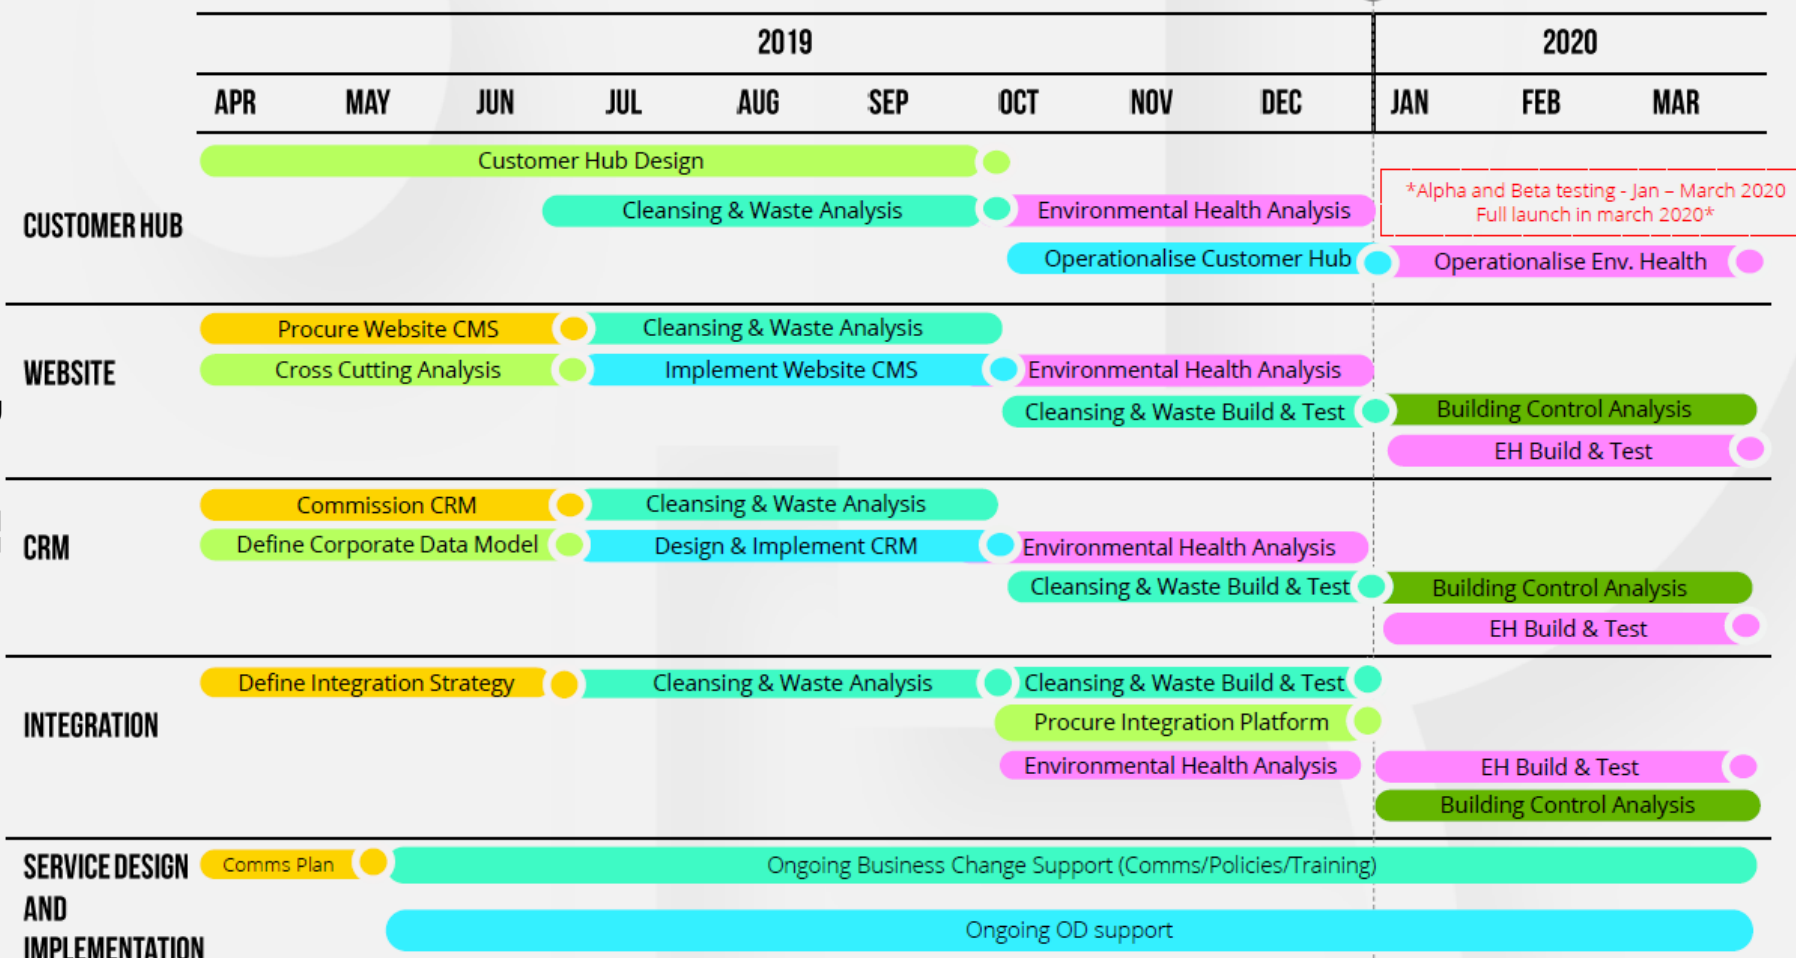 2019
2020
APR MAY JUN JUL AUG SEP OCT NOV DEC JAN FEB MAR
CUSTOMER HUB
Customer Hub Design
Cleansing & Waste Analysis
Environmental Health Analysis
*Alpha and Beta testing - Jan – March 2020
Full launch in march 2020*
Operationalise Customer Hub
Operationalise Env. Health
WEBSITE
Procure Website CMS
Cleansing & Waste Analysis
Cross Cutting Analysis
Implement Website CMS
Environmental Health Analysis
Cleansing & Waste Build & Test
Building Control Analysis
EH Build & Test
CRM
Commission CRM
Cleansing & Waste Analysis
Define Corporate Data Model
Design & Implement CRM
Environmental Health Analysis
Cleansing & Waste Build & Test
Building Control Analysis
EH Build & Test
INTEGRATION
Define Integration Strategy
Cleansing & Waste Analysis
Cleansing & Waste Build & Test
Procure Integration Platform
Environmental Health Analysis
EH Build & Test
Building Control Analysis
SERVICE DESIGN
AND
IMPLEMENTATION
Comms Plan
Ongoing Business Change Support (Comms/Policies/Training)
Ongoing OD support